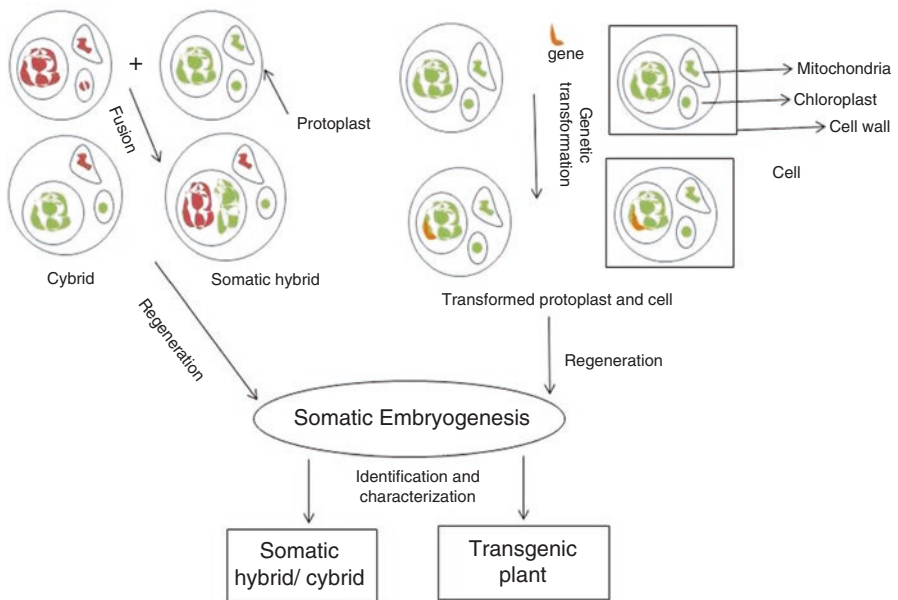 +
gene
Mitochondria
Chloroplast
Cell wall
Protoplast
Fusion
Genetic
transformation
Cell
Cybrid
Somatic hybrid
Transformed protoplast and cell
Regeneration
Regeneration
Somatic Embryogenesis
Identification and
characterization
Somatic
hybrid/ cybrid
Transgenic
plant